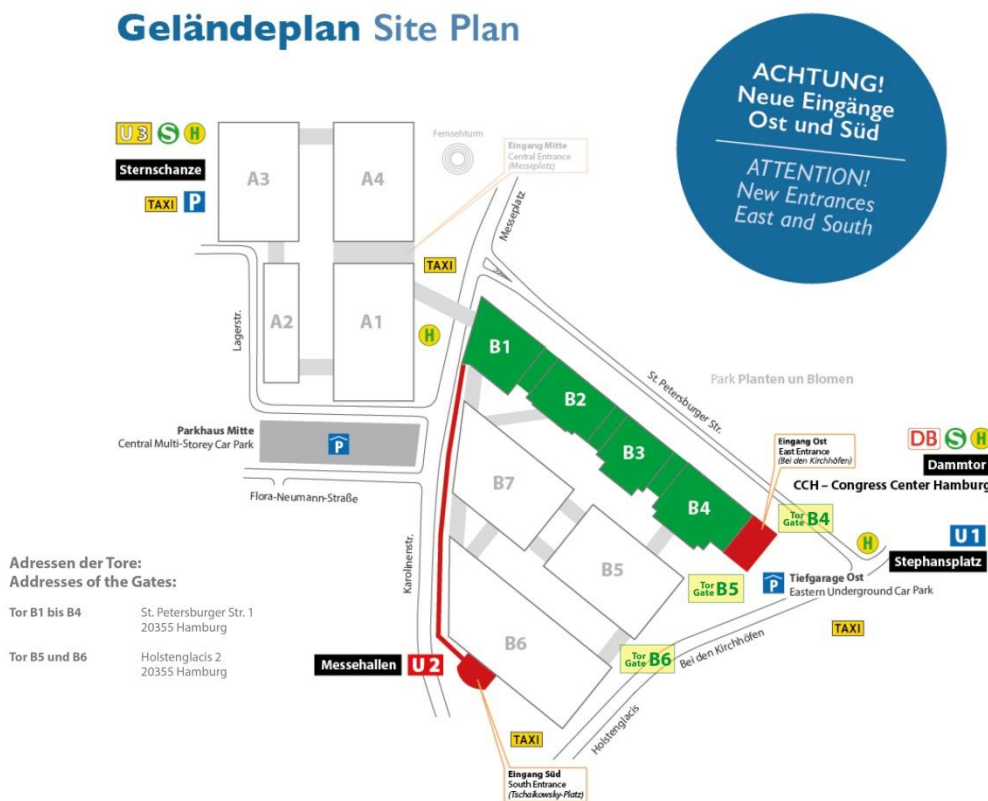 Geländeplan Site Plan
ACHTUNG!
Neue Eingänge
Ost und Süd
ATTENTION!
New Entrances
East and South
U3 S H
Sternschanze
TAXI P
A3
A4
Fernsehturm
Eingang Mitte
Central Entrance
(Messeplatz)
Messeplatz
TAXI
Lagerstr.
A2
A1
H
B1
B2
B3
B4
St. Petersburger Str.
Park Planten un Blomen
Parkhaus Mitte
Central Multi-Storey Car Park
P
Flora-Neumann-Straße
Eingang Ost
East Entrance
(Bei den Kirchhöfen)
DB S H
Dammtor
CCH – Congress Center Hamburg
Tor
Gate B4
H
U1
Stephansplatz
B7
B5
Karolinenstr.
Tor
Gate B5
P
Tiefgarage Ost
Eastern Underground Car Park
TAXI
Adressen der Tore:
Addresses of the Gates:
Tor B1 bis B4
St. Petersburger Str. 1
20355 Hamburg
Tor B5 und B6
Holstenglacis 2
20355 Hamburg
B6
Tor
Gate B6
Bei den Kirchhöfen
Messehallen U2
Holstenglacis
TAXI
Eingang Süd
South Entrance
(Tschaikowsky-Platz)